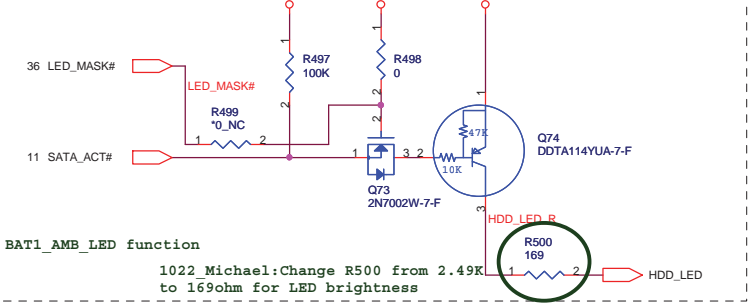 1
1
1
R497
100K
R498
0
36 LED_MASK#
LED_MASK#
R499
*0_NC
2
2
1
2
2
47K
Q74
DDTA114YUA-7-F
11 SATA_ACT#
1
3
2
10K
Q73
2N7002W-7-F
3
HDD_LED_R
BAT1_AMB_LED function
R500
169
1022_Michael:Change R500 from 2.49K
to 169ohm for LED brightness
1
2
HDD_LED